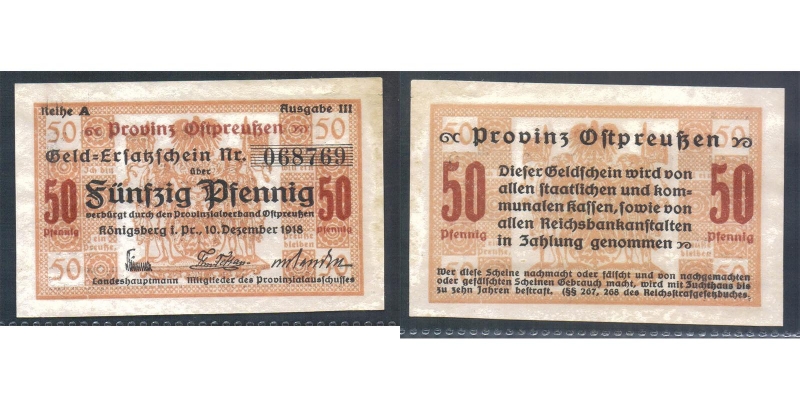 Reihe A Ausgabe III
Provinz Ostpreußen
Geld-Ersatzschein Nr. 068769
über
50 Fünfzig Pfennig 50
Pfennig verbürgt durch den Provinzialverband Ostpreußen Pfennig
Königsberg i. Pr., 10. Dezember 1918
Landeshauptmann Mitglieder des Provinzialausschusses
50 50
50 50
Provinz Ostpreußen
Dieser Geldschein wird von
allen staatlichen und kom-
munalen Kassen, sowie von
allen Reichsbankanstalten
in Zahlung genommen
50 50
Pfennig Pfennig
Wer diese Scheine nachmacht oder fälscht und von nachgemachten
oder gefälschten Scheinen Gebrauch macht, wird mit Zuchthaus bis
zu zehn Jahren bestraft. (§§ 267, 268 des Reichsstrafgesetzbuches.